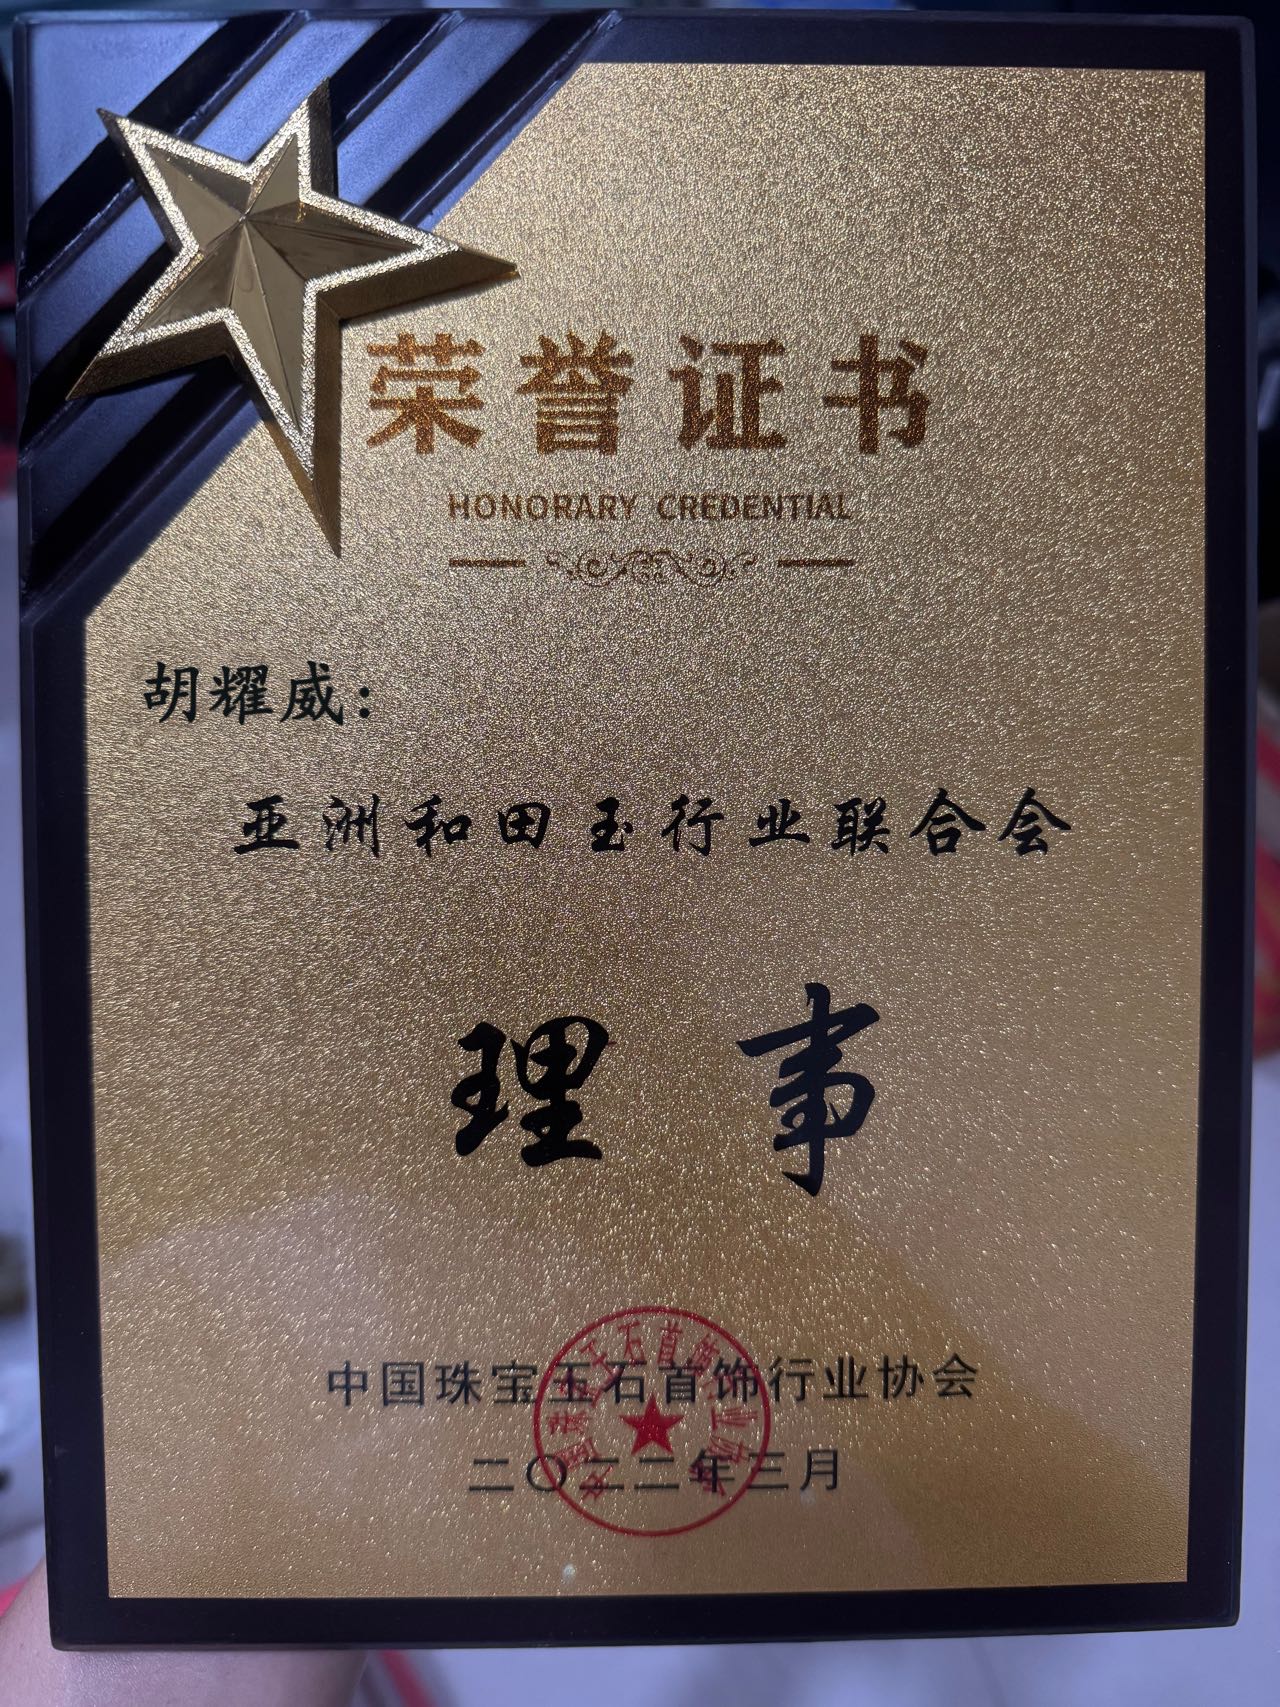 荣誉证书
HONORARY CREDENTIAL
胡耀威：
亚洲和田玉行业联合会
理事
中国珠宝玉石首饰行业协会
二〇二二年三月